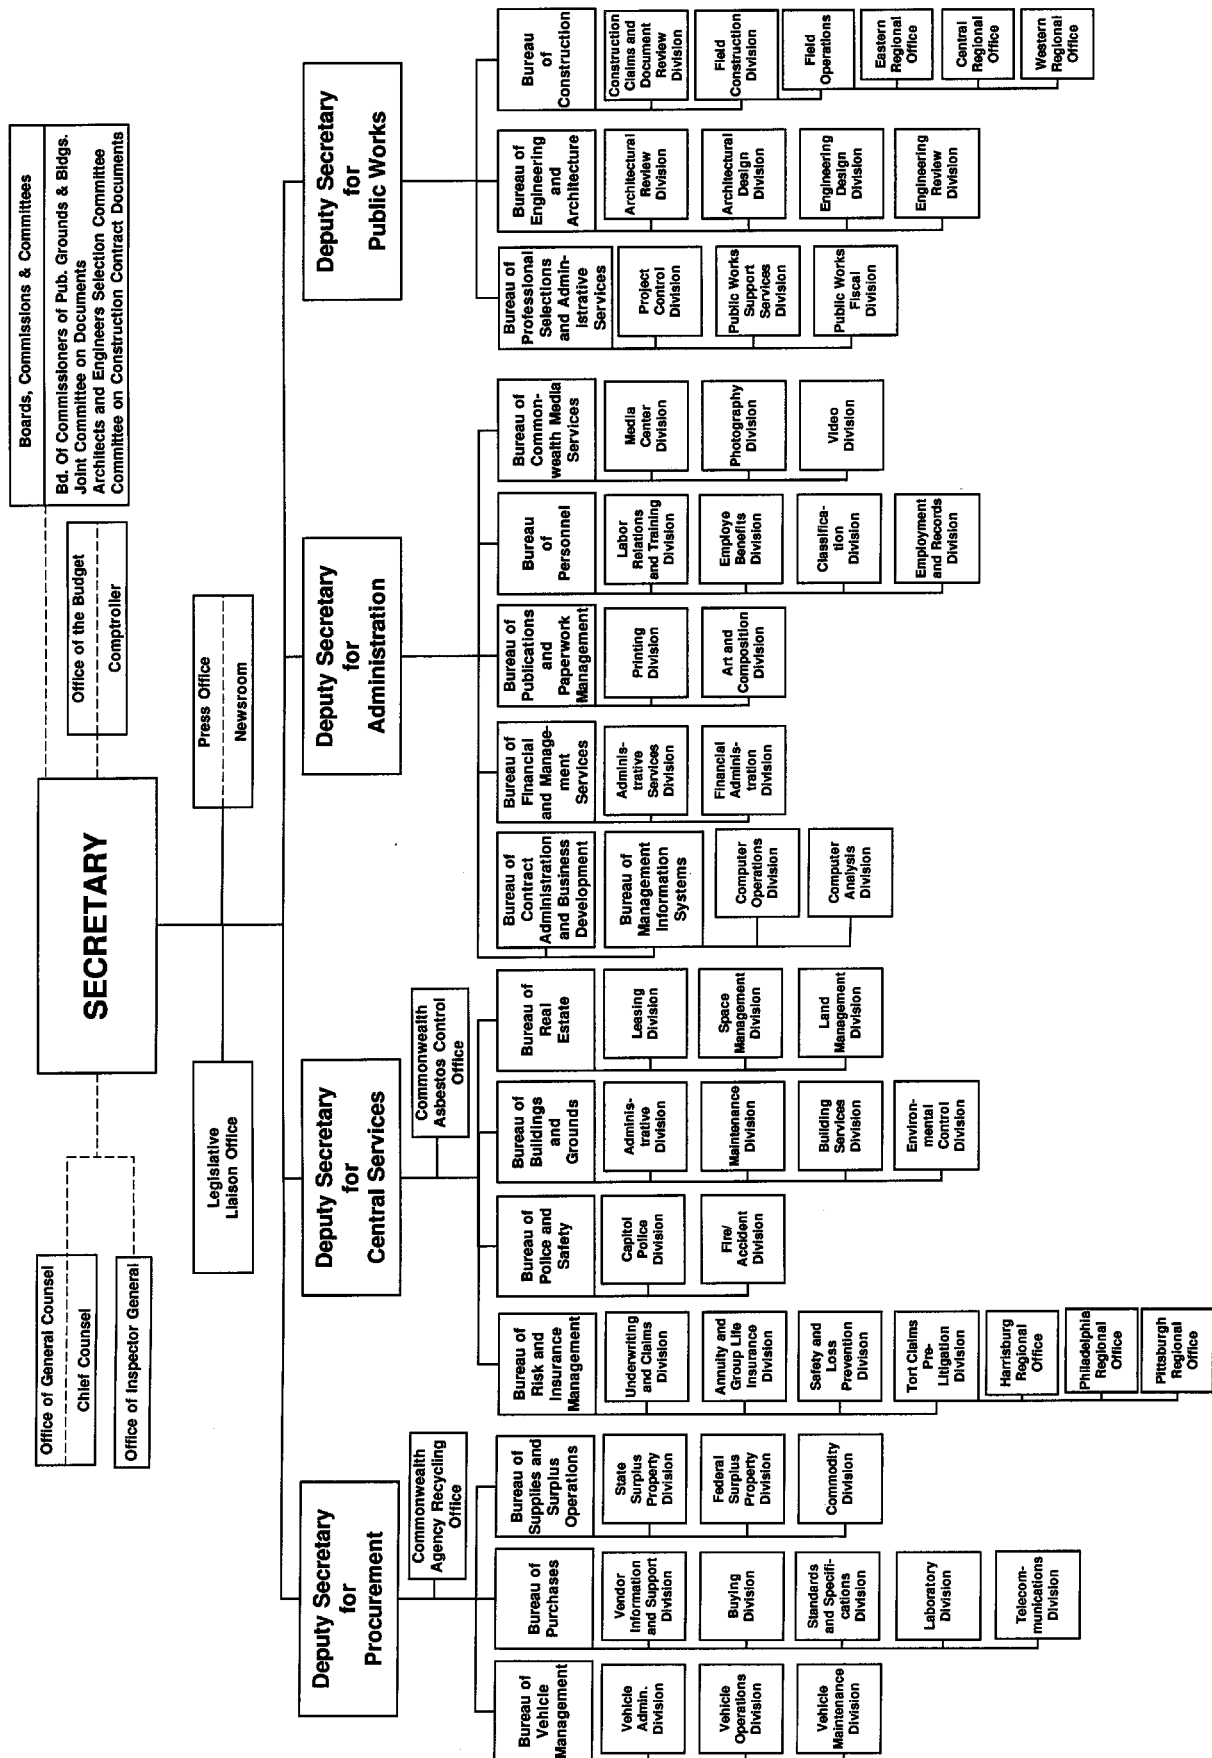 SECRETARY
Boards, Commissions & Committees
Bd. Of Commissioners of Pub. Grounds & Bldgs.
Joint Committee on Documents
Architects and Engineers Selection Committee
Committee on Construction Contract Documents
Office of General Counsel
Chief Counsel
Office of Inspector General
Office of the Budget
Comptroller
Legislative
Liaison Office
Press Office
Newsroom
Deputy Secretary
for
Procurement
Commonwealth
Agency Recycling
Office
Bureau of
Vehicle
Management
Vehicle
Admin.
Division
Vehicle
Operations
Division
Vehicle
Maintenance
Division
Bureau of
Purchases
Vendor
Information
and Support
Division
Buying
Division
Standards
and Specifi-
cations
Division
Laboratory
Division
Telecom-
munications
Division
Bureau of
Supplies and
Surplus
Operations
State
Surplus
Property
Division
Federal
Surplus
Property
Division
Commodity
Division
Deputy Secretary
for
Central Services
Commonwealth
Asbestos Control
Office
Bureau of
Risk and
Insurance
Management
Underwriting
and Claims
Division
Annuity and
Group Life
Insurance
Division
Safety and
Loss
Prevention
Divison
Tort Claims
Pre-
Litigation
Division
Harrisburg
Regional
Office
Philadelphia
Regional
Office
Pittsburgh
Regional
Office
Bureau of
Police and
Safety
Capitol
Police
Division
Fire/
Accident
Division
Bureau of
Buildings
and
Grounds
Adminis-
trative
Division
Maintenance
Division
Building
Services
Division
Environ-
mental
Control
Division
Bureau of
Real
Estate
Leasing
Division
Space
Management
Division
Land
Management
Division
Deputy Secretary
for
Administration
Bureau of
Contract
Administration
and Business
Development
Bureau of
Management
Information
Systems
Computer
Operations
Division
Computer
Analysis
Division
Bureau of
Financial
and Manage-
ment
Services
Adminis-
trative
Services
Division
Financial
Adminis-
tration
Division
Bureau of
Publications
and
Paperwork
Management
Printing
Division
Art and
Composition
Division
Bureau
of
Personnel
Labor
Relations
and Training
Division
Employe
Benefits
Division
Classifica-
tion
Division
Employment
and Records
Division
Bureau of
Common-
wealth Media
Services
Media
Center
Division
Photography
Division
Video
Division
Deputy Secretary
for
Public Works
Bureau of
Professional
Selections
and Admin-
istrative
Services
Project
Control
Division
Public Works
Support
Services
Division
Public Works
Fiscal
Division
Bureau of
Engineering
and
Architecture
Architectural
Review
Division
Architectural
Design
Division
Engineering
Design
Division
Engineering
Review
Division
Bureau
of
Construction
Construction
Claims and
Document
Review
Division
Field
Construction
Division
Field
Operations
Eastern
Regional
Office
Central
Regional
Office
Western
Regional
Office